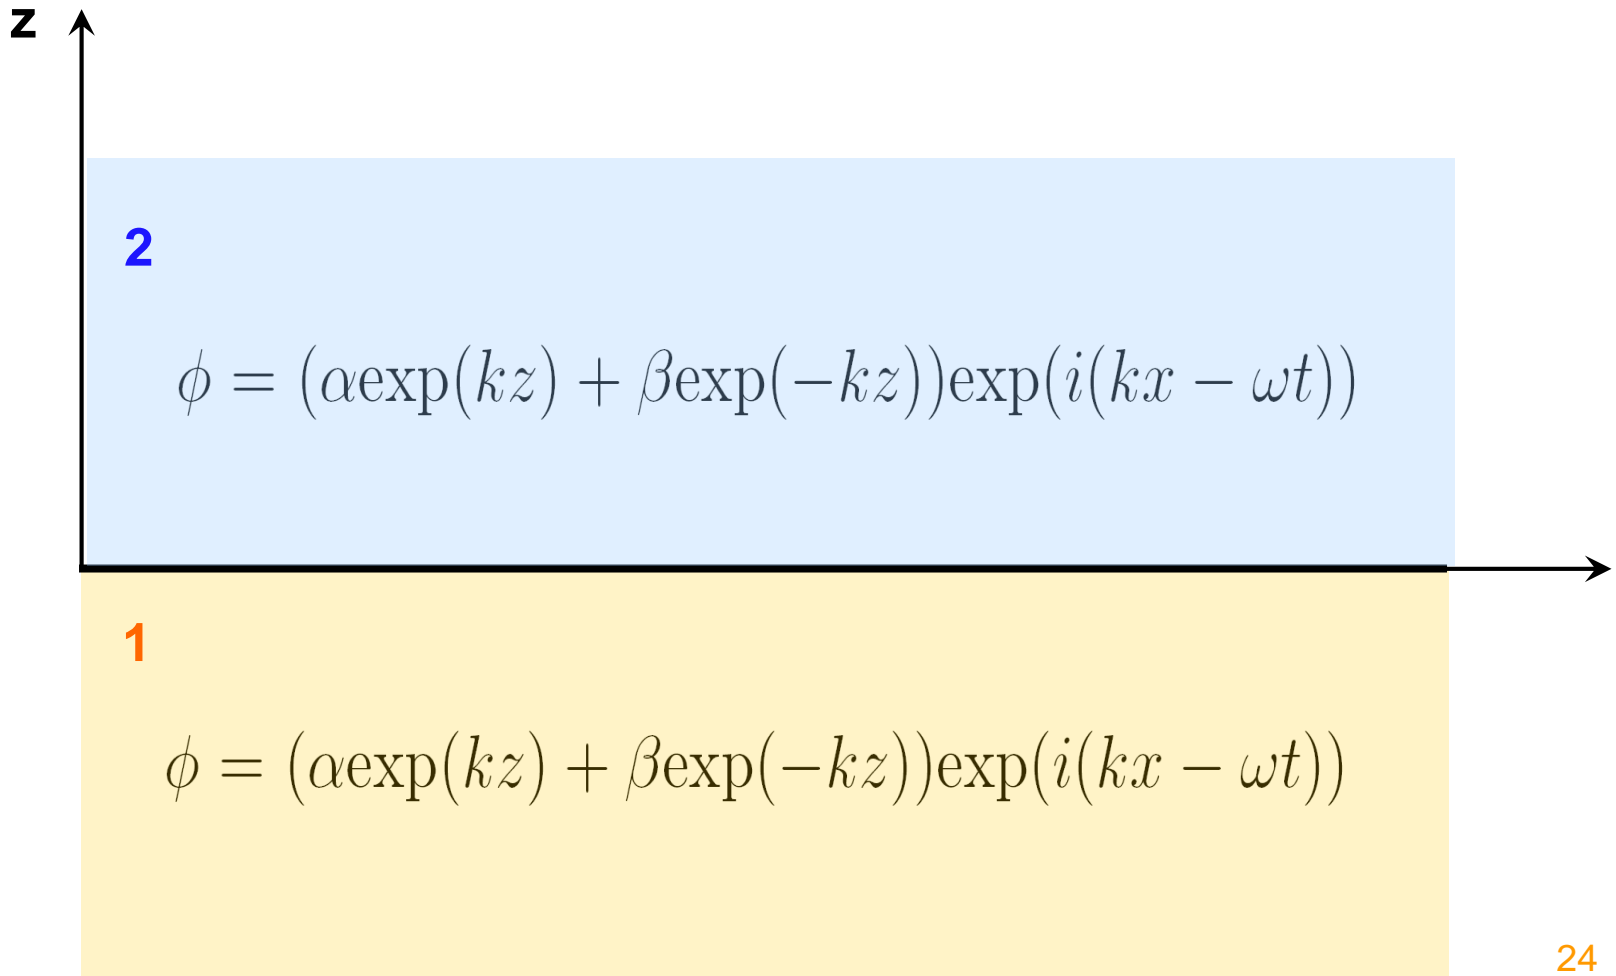 z
2
ϕ = (αexp(kz) + βexp(−kz))exp(i(kx − ωt))
1
ϕ = (αexp(kz) + βexp(−kz))exp(i(kx − ωt))
24